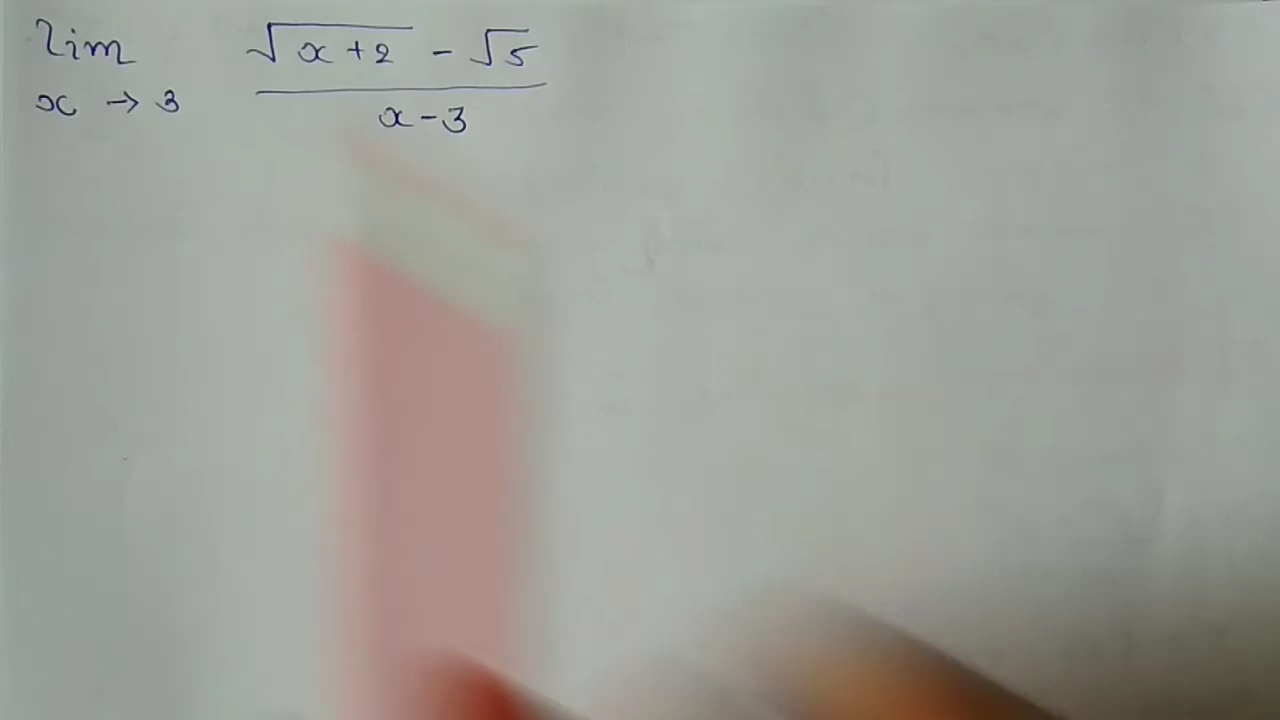 lim √x+2 - √5
x → 3 x-3